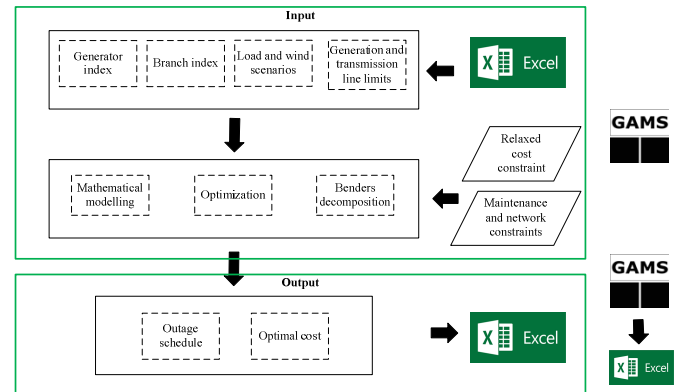 Input
Generator
index
Branch index
Load and wind
scenarios
Generation and
transmission
line limits
X Excel
GAMS
Relaxed
cost
constraint
Mathematical
modelling
Optimization
Benders
decomposition
Maintenance
and network
constraints
GAMS
Output
Outage
schedule
Optimal cost
X Excel
X Excel